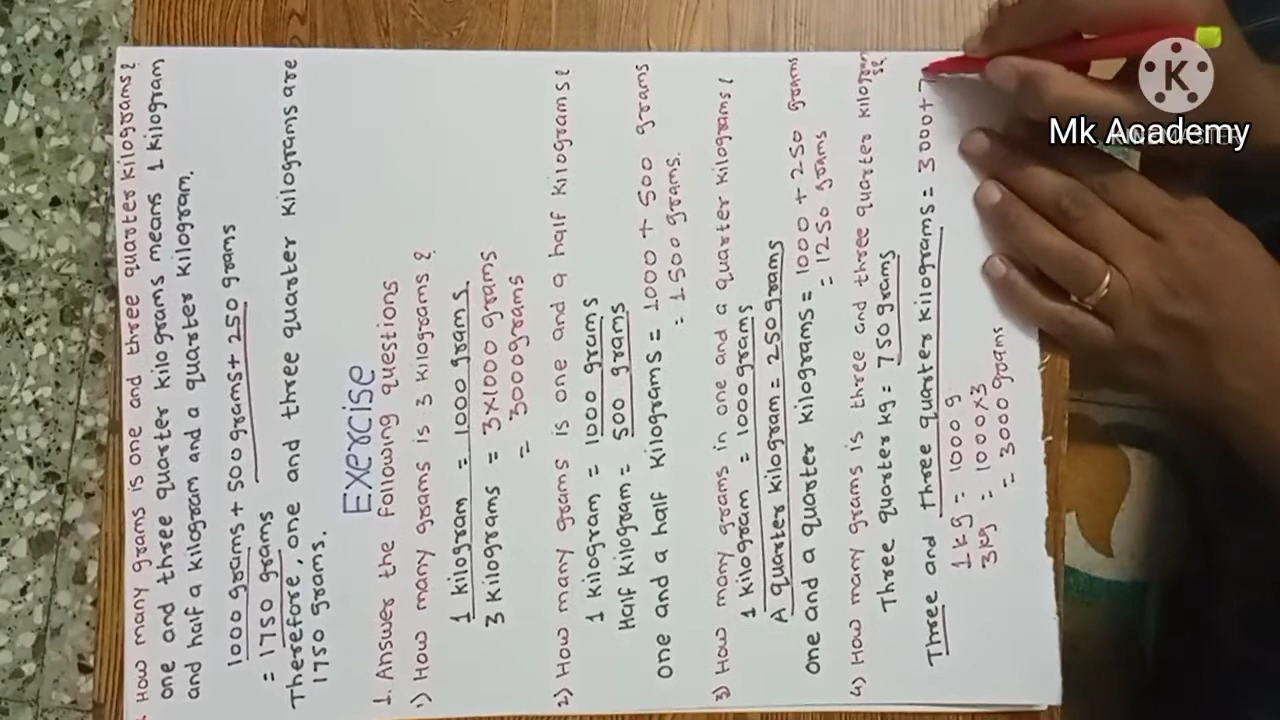 How many grams is one and three quarter kilograms?
one and three quarter kilograms means 1 kilogram
and half a kilogram and a quarter kilogram.
1000 grams + 500 grams + 250 grams
= 1750 grams
Therefore, one and three quarter kilograms are
1750 grams.
Exercise
1. Answer the following questions
1) How many grams is 3 kilograms?
1 kilogram = 1000 grams.
3 kilograms = 3×1000 grams
= 3000 grams
2) How many grams is one and a half kilograms?
1 kilogram = 1000 grams
Half kilogram = 500 grams
one and a half kilograms = 1000 + 500 grams
= 1500 grams.
3) How many grams in one and a quarter kilograms?
1 kilogram = 1000 grams
A quarter kilogram = 250 grams
one and a quarter kilograms = 1000 + 250 grams
= 1250 grams
4) How many grams is three and three quarter kilograms?
Three quarter kg = 750 grams
Three and three quarter kilograms = 3000+7
1 kg = 1000 g
3 kg = 100×3
= 3000 grams
K
Mk Academy
KINEMASTER